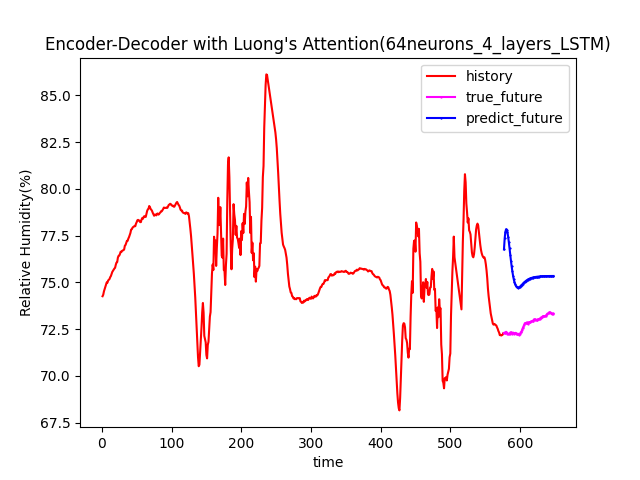 Encoder-Decoder with Luong's Attention(64neurons_4_layers_LSTM)
history
true_future
predict_future
Relative Humidity(%)
85.0
82.5
80.0
77.5
75.0
72.5
70.0
67.5
0 100 200 300 400 500 600
time